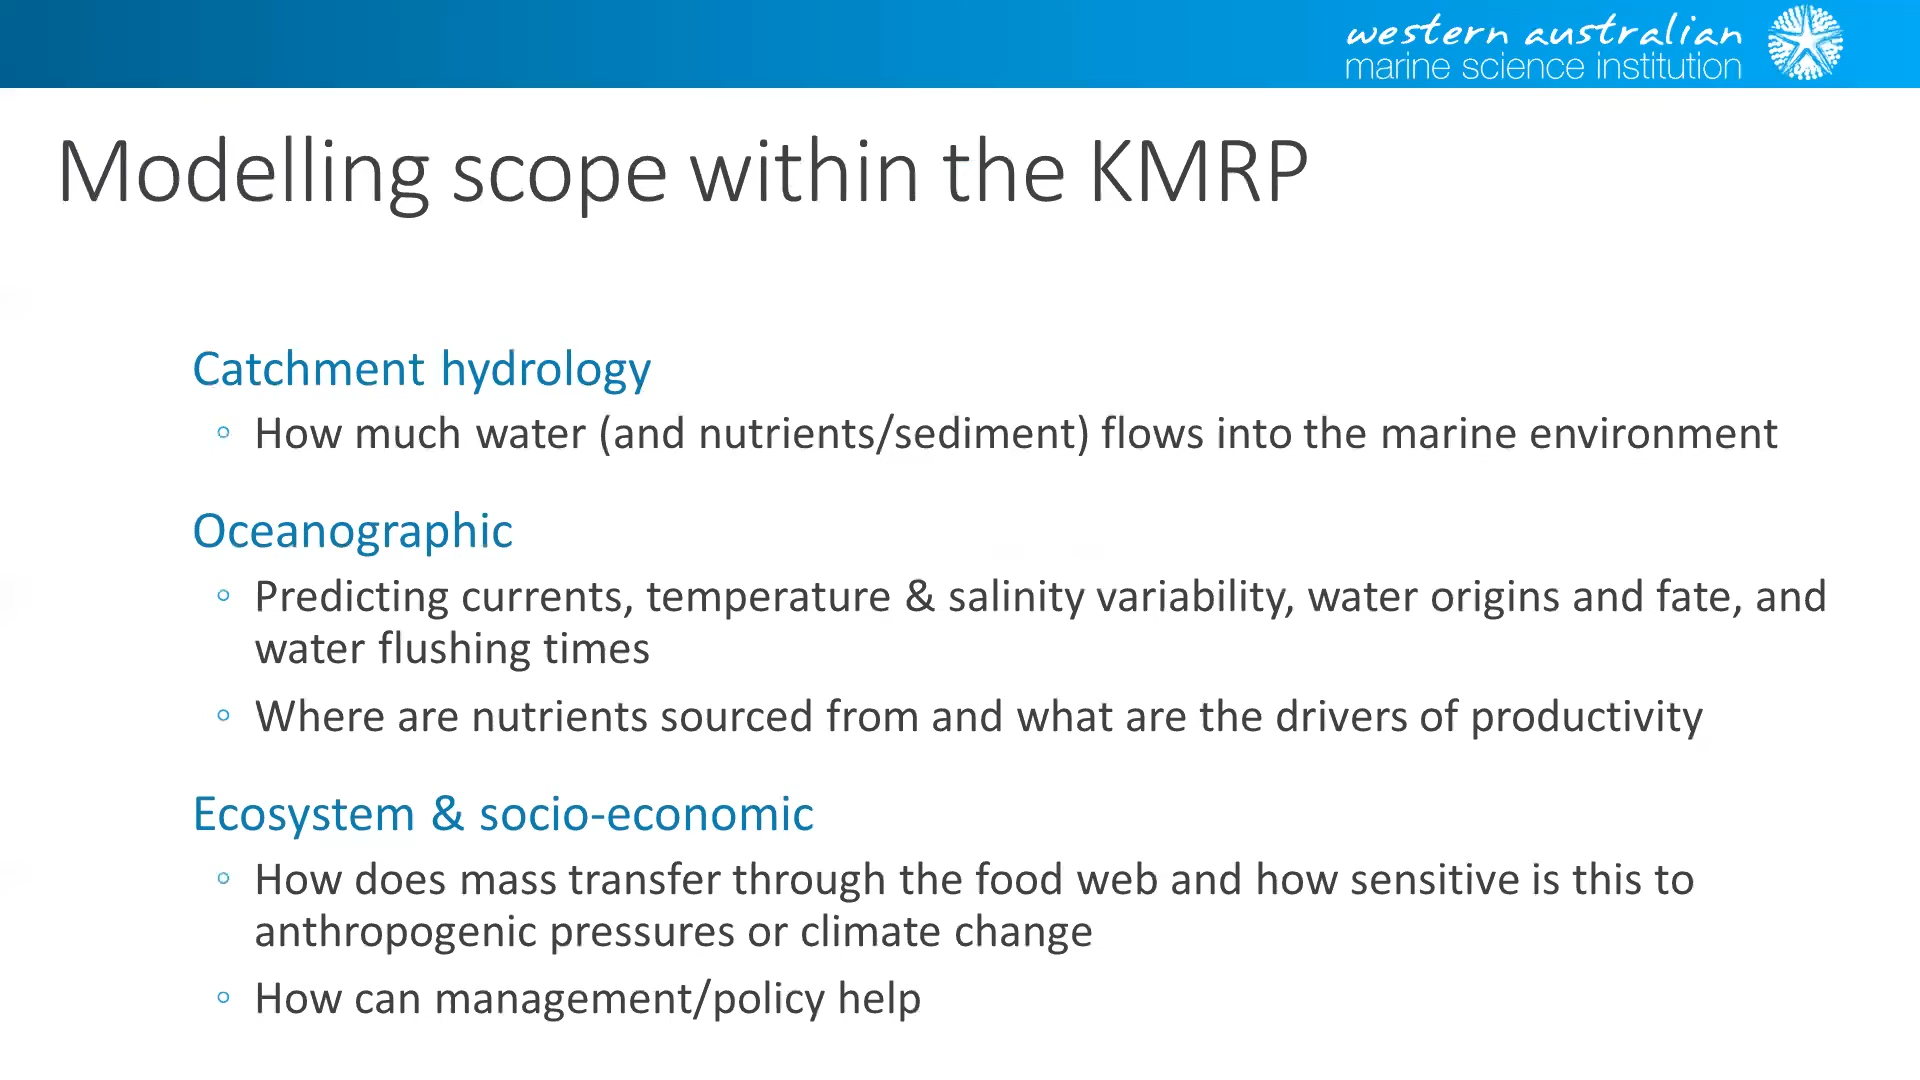 western australian
marine science institution
Modelling scope within the KMRP
Catchment hydrology
◦ How much water (and nutrients/sediment) flows into the marine environment
Oceanographic
◦ Predicting currents, temperature & salinity variability, water origins and fate, and
water flushing times
◦ Where are nutrients sourced from and what are the drivers of productivity
Ecosystem & socio-economic
◦ How does mass transfer through the food web and how sensitive is this to
anthropogenic pressures or climate change
◦ How can management/policy help